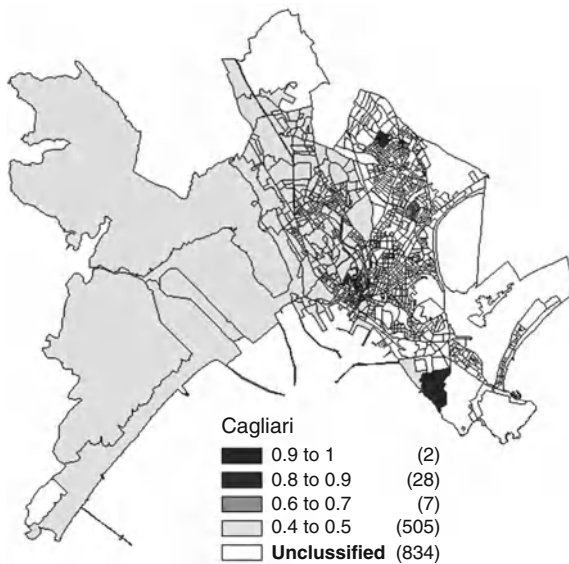 Cagliari
0.9 to 1 (2)
0.8 to 0.9 (28)
0.6 to 0.7 (7)
0.4 to 0.5 (505)
Unclassified (834)